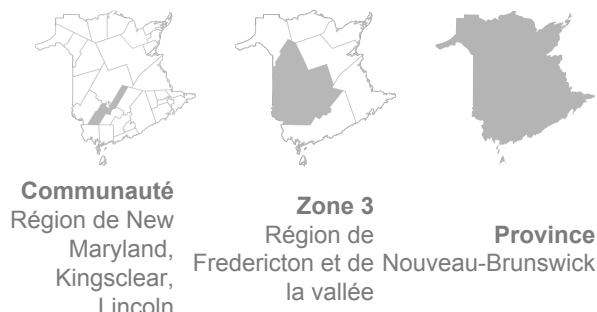 Communauté
Région de New
Maryland,
Kingsclear,
Lincoln
Zone 3
Région de
Fredericton et de
la vallée
Province
Nouveau-Brunswick